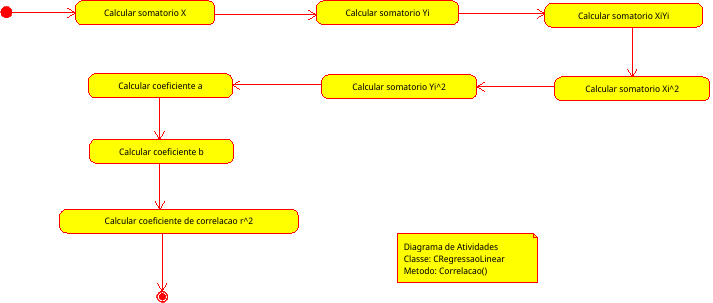 Calcular somatorio X
Calcular somatorio Yi
Calcular somatorio XiYi
Calcular somatorio Xi^2
Calcular somatorio Yi^2
Calcular coeficiente a
Calcular coeficiente b
Calcular coeficiente de correlacao r^2
Diagrama de Atividades
Classe: CRegressaoLinear
Metodo: Correlacao()